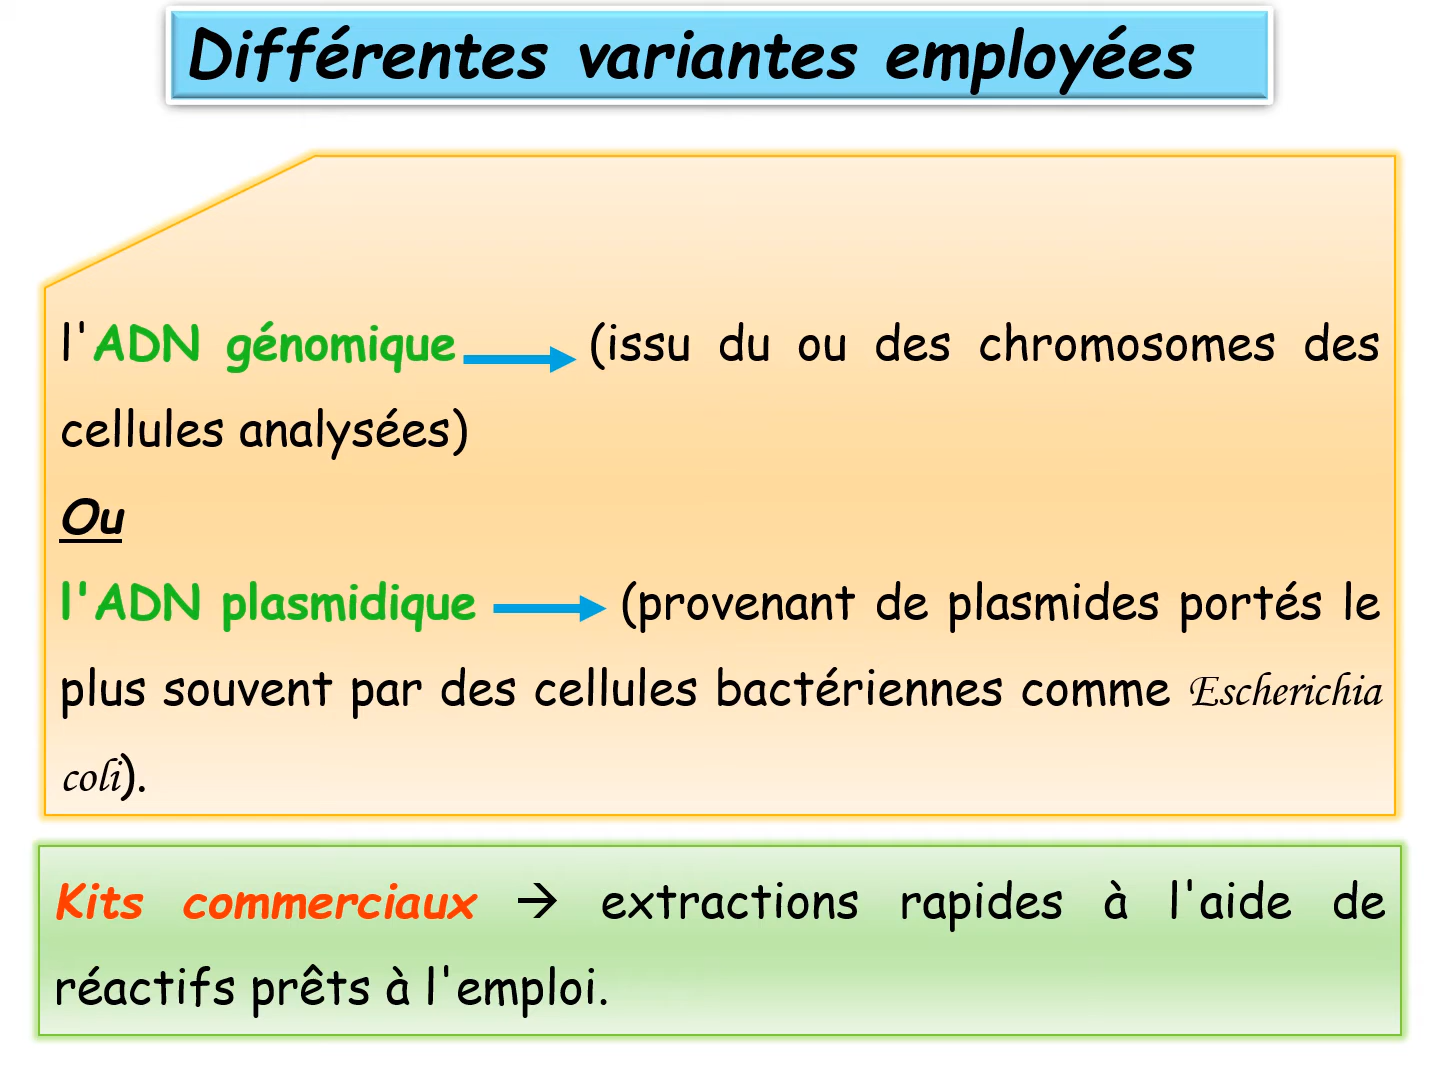 Différentes variantes employées
l'ADN génomique (issu du ou des chromosomes des
cellules analysées)
Ou
l'ADN plasmidique (provenant de plasmides portés le
plus souvent par des cellules bactériennes comme Escherichia
coli).
Kits commerciaux → extractions rapides à l'aide de
réactifs prêts à l'emploi.